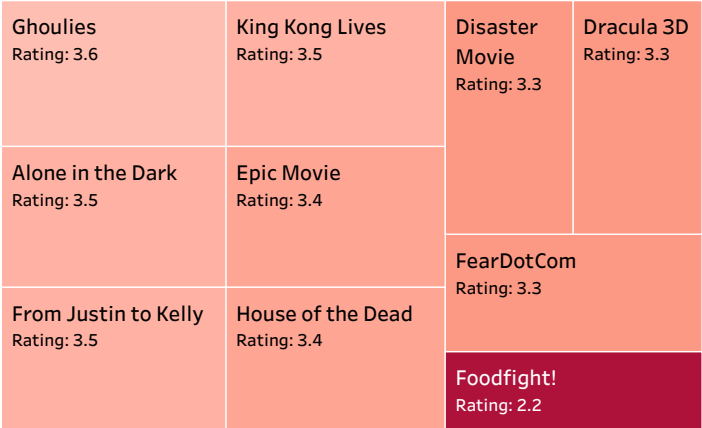 Ghoulies
Rating: 3.6
Alone in the Dark
Rating: 3.5
From Justin to Kelly
Rating: 3.5
King Kong Lives
Rating: 3.5
Epic Movie
Rating: 3.4
House of the Dead
Rating: 3.4
Disaster
Movie
Rating: 3.3
Dracula 3D
Rating: 3.3
FearDotCom
Rating: 3.3
Foodfight!
Rating: 2.2